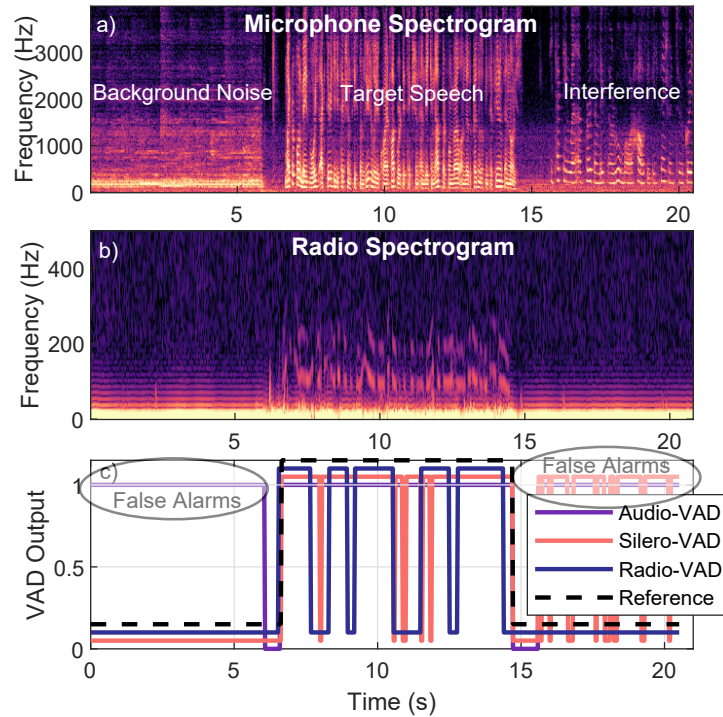 a) Microphone Spectrogram
Frequency (Hz)
3000
2000
1000
0
Background Noise Target Speech Interference
5 10 15 20
b) Radio Spectrogram
Frequency (Hz)
400
200
0
5 10 15 20
c)
VAD Output
1
0.5
0
False Alarms
False Alarms
Audio-VAD
Silero-VAD
Radio-VAD
Reference
0 5 10 15 20
Time (s)